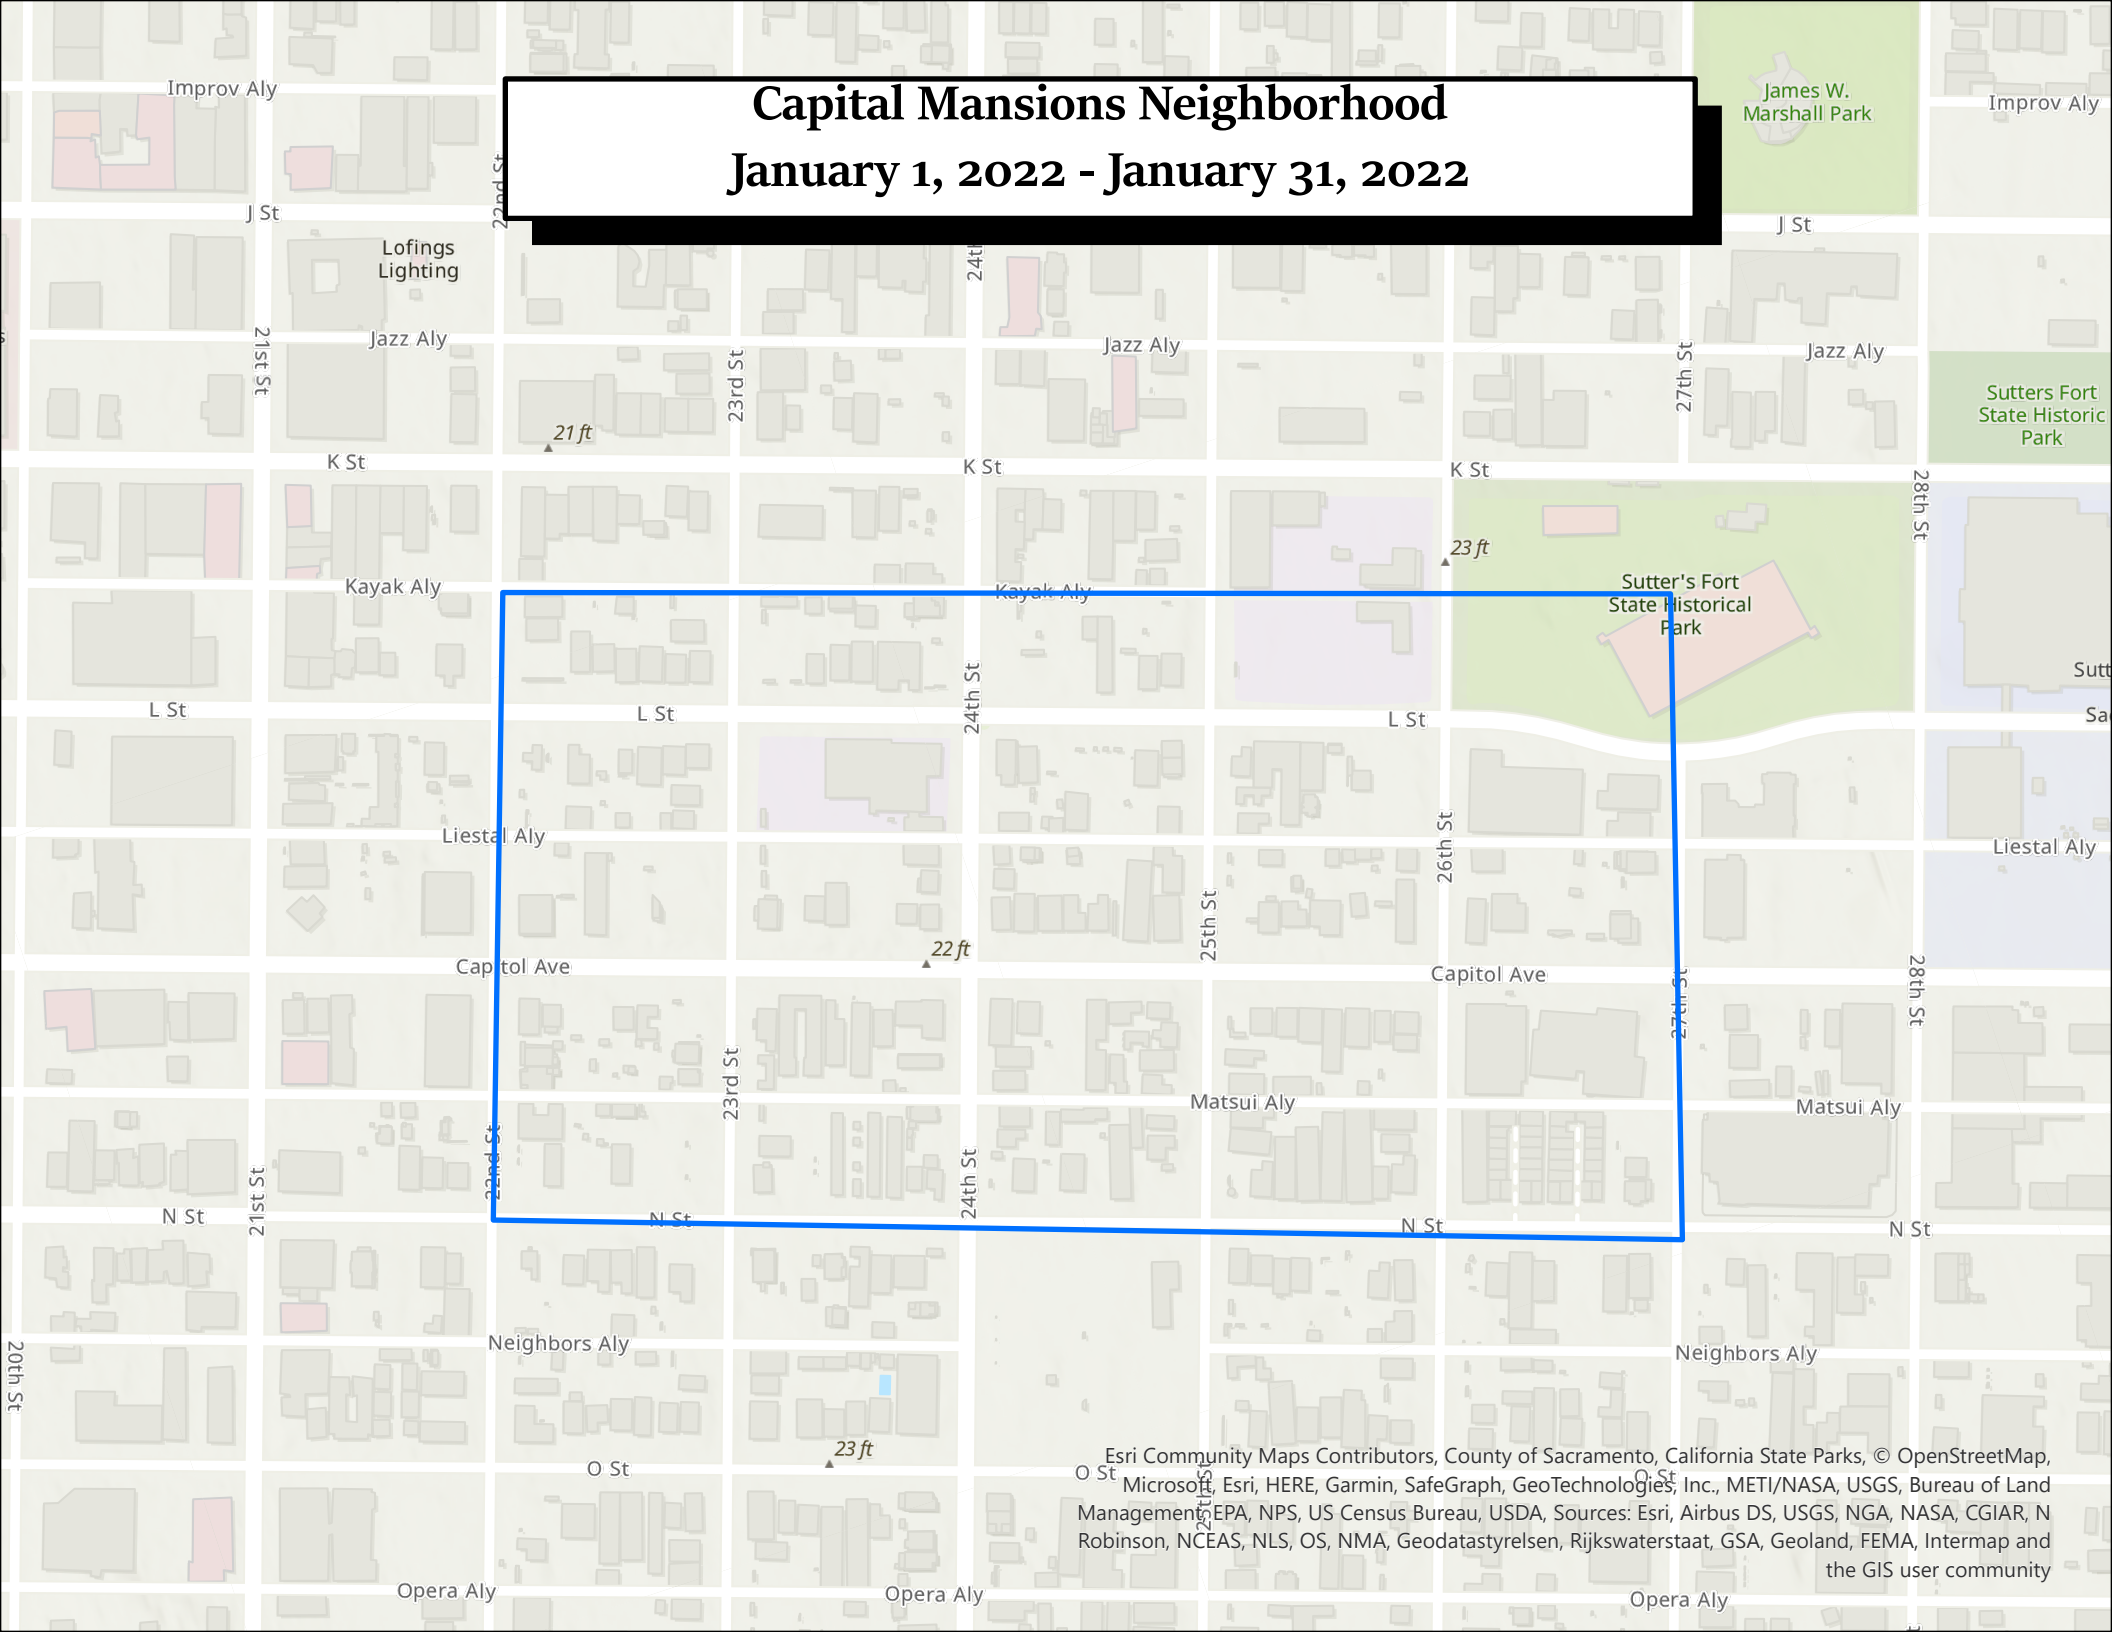 Capital Mansions Neighborhood
January 1, 2022 - January 31, 2022
Improv Aly
James W.
Marshall Park
Improv Aly
22nd St
J St
J St
Lofings
Lighting
24th
21st St
Jazz Aly
23rd St
Jazz Aly
27th St
Jazz Aly
Sutters Fort
State Historic
Park
21 ft
K St
K St
K St
28th St
23 ft
Kayak Aly
Kayak Aly
Sutter's Fort
State Historical
Park
Sutt
L St
L St
24th St
L St
Sac
Liestal Aly
26th St
Liestal Aly
25th St
22 ft
Capitol Ave
Capitol Ave
27th St
28th St
23rd St
Matsui Aly
Matsui Aly
22nd St
24th St
21st St
N St
N St
N St
N St
20th St
Neighbors Aly
Neighbors Aly
23 ft
O St
O St
O St
25th St
Esri Community Maps Contributors, County of Sacramento, California State Parks, © OpenStreetMap,
Microsoft, Esri, HERE, Garmin, SafeGraph, GeoTechnologies, Inc., METI/NASA, USGS, Bureau of Land
Management, EPA, NPS, US Census Bureau, USDA, Sources: Esri, Airbus DS, USGS, NGA, NASA, CGIAR, N
Robinson, NCEAS, NLS, OS, NMA, Geodatastyrelsen, Rijkswaterstaat, GSA, Geoland, FEMA, Intermap and
the GIS user community
Opera Aly
Opera Aly
Opera Aly